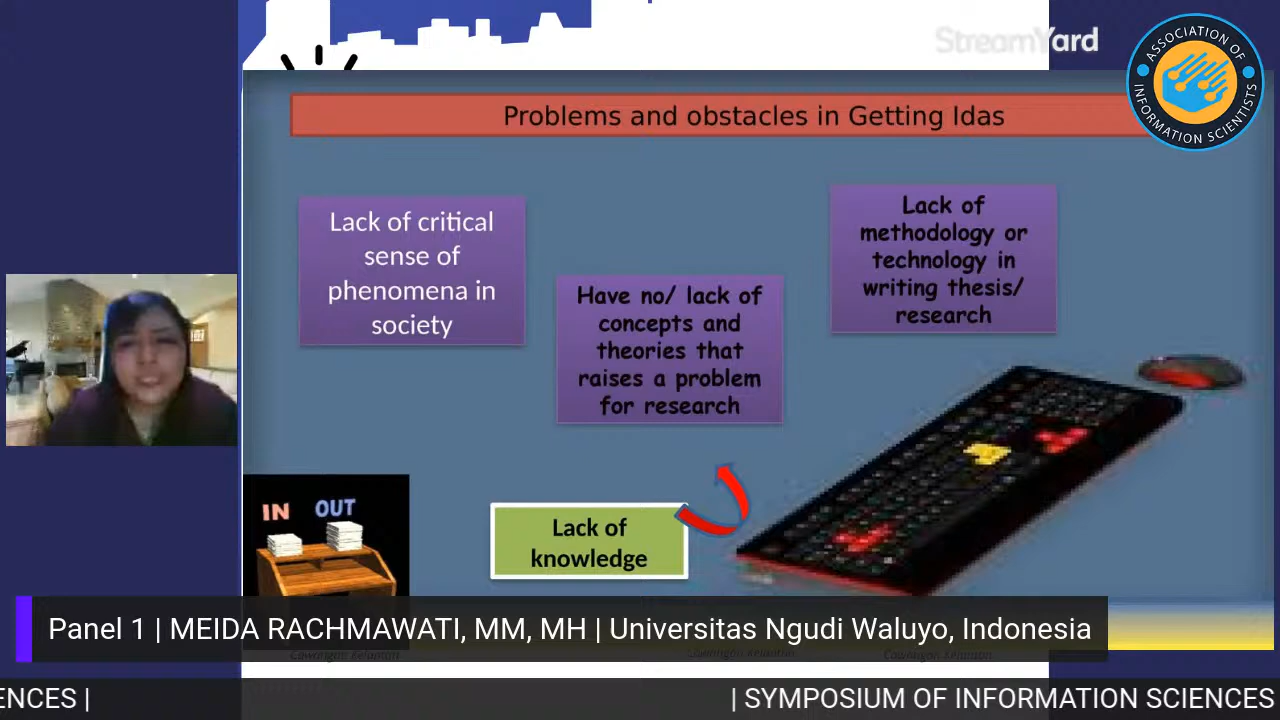 StreamYard
ASSOCIATION OF
INFORMATION SCIENTISTS
Problems and obstacles in Getting Idas
Lack of critical
sense of
phenomena in
society
Have no/ lack of
concepts and
theories that
raises a problem
for research
Lack of
methodology or
technology in
writing thesis/
research
IN OUT
Lack of
knowledge
Panel 1 | MEIDA RACHMAWATI, MM, MH | Universitas Ngudi Waluyo, Indonesia
ENCES |
| SYMPOSIUM OF INFORMATION SCIENCES